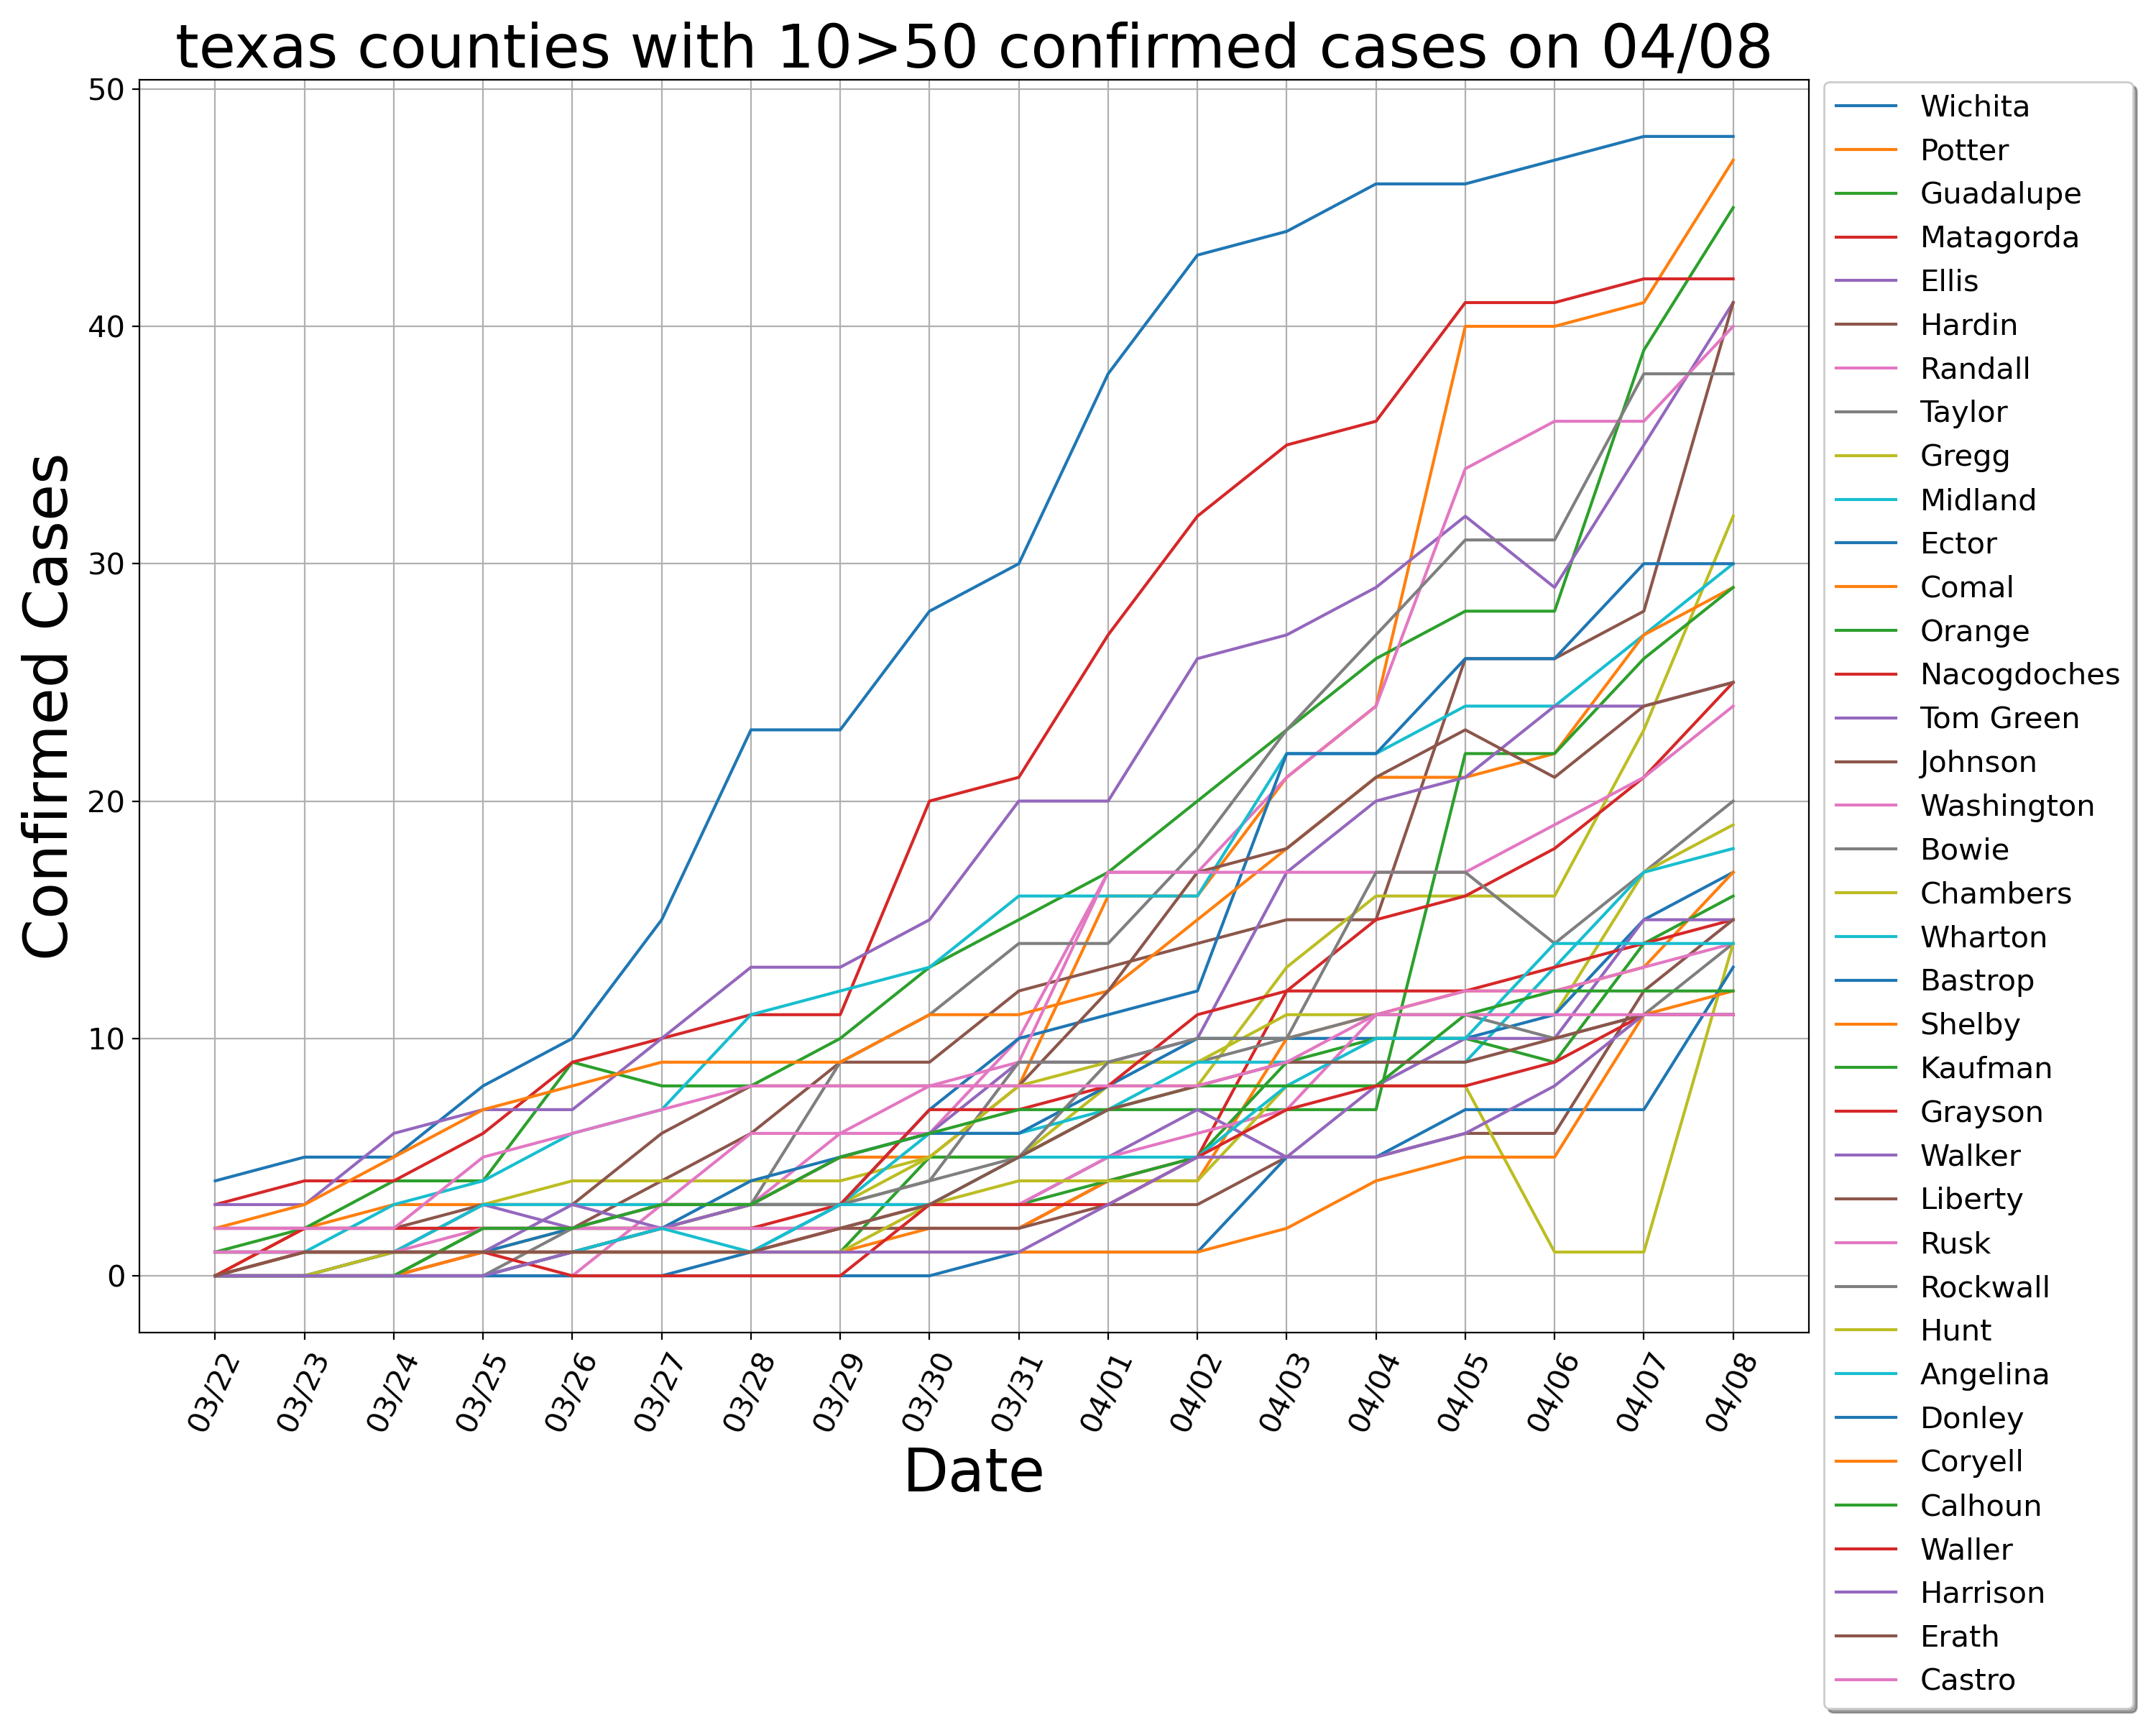 texas counties with 10>50 confirmed cases on 04/08
50
40
30
20
10
0
Confirmed Cases
03/22
03/23
03/24
03/25
03/26
03/27
03/28
03/29
03/30
03/31
04/01
04/02
04/03
04/04
04/05
04/06
04/07
04/08
Date
Wichita
Potter
Guadalupe
Matagorda
Ellis
Hardin
Randall
Taylor
Gregg
Midland
Ector
Comal
Orange
Nacogdoches
Tom Green
Johnson
Washington
Bowie
Chambers
Wharton
Bastrop
Shelby
Kaufman
Grayson
Walker
Liberty
Rusk
Rockwall
Hunt
Angelina
Donley
Coryell
Calhoun
Waller
Harrison
Erath
Castro